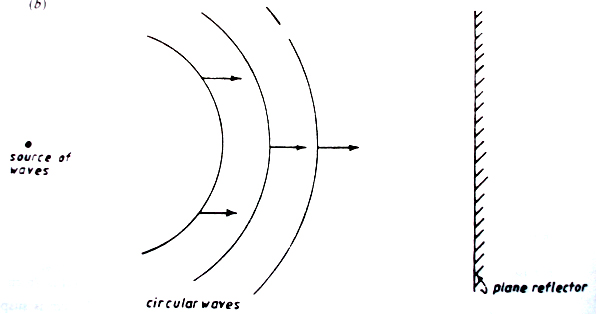 (b)
source of
waves
circular waves
plane reflector